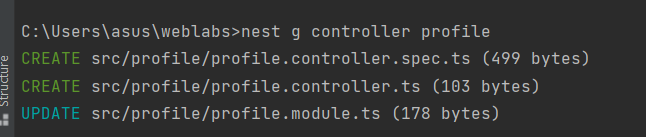 C:\Users\asus\weblabs>nest g controller profile
CREATE src/profile/profile.controller.spec.ts (499 bytes)
CREATE src/profile/profile.controller.ts (103 bytes)
UPDATE src/profile/profile.module.ts (178 bytes)
Structure